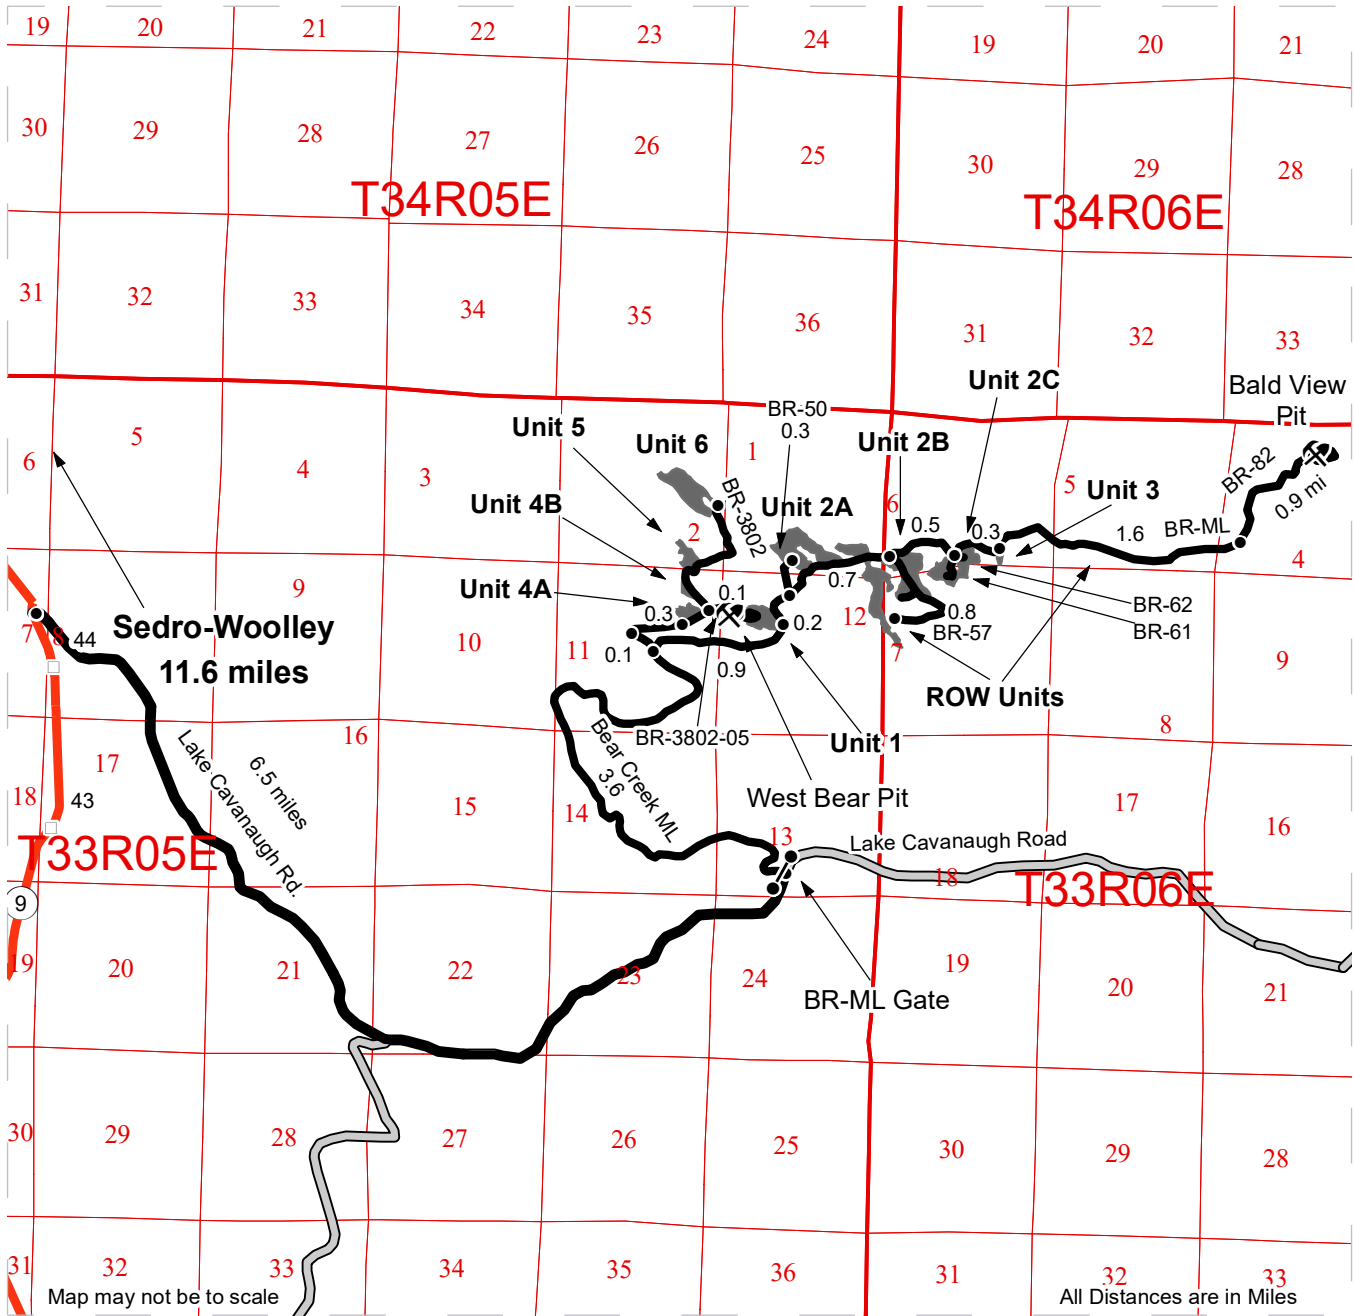 19 20 21 22 23 24 19 20 21
30 29 28 27 26 25 30 29 28
T34R05E T34R06E
31 32 33 34 35 36 31 32 33
Unit 2C
Bald View
Pit
BR-50
0.3
Unit 5
Unit 6
Unit 2B
6 5 4 3 2 1 6 5 4
BR-82
0.9 mi
Unit 4B
BR-3802
Unit 2A
Unit 3
0.5
0.3
1.6
BR-ML
Unit 4A
0.1
0.7
0.3
0.2
0.8
BR-57
BR-62
BR-61
7 8 9 10 11 12 7 8 9
44
Sedro-Woolley
11.6 miles
0.1
0.9
ROW Units
BR-3802-05
Unit 1
West Bear Pit
Bear Creek ML
3.6
Lake Cavanaugh Rd.
6.5 miles
18 17 16 15 14 13 18 17 16
43
Lake Cavanaugh Road
T33R05E T33R06E
9
19 20 21 22 23 24 19 20 21
BR-ML Gate
30 29 28 27 26 25 30 29 28
31 32 33 34 35 36 31 32 33
Map may not be to scale
All Distances are in Miles